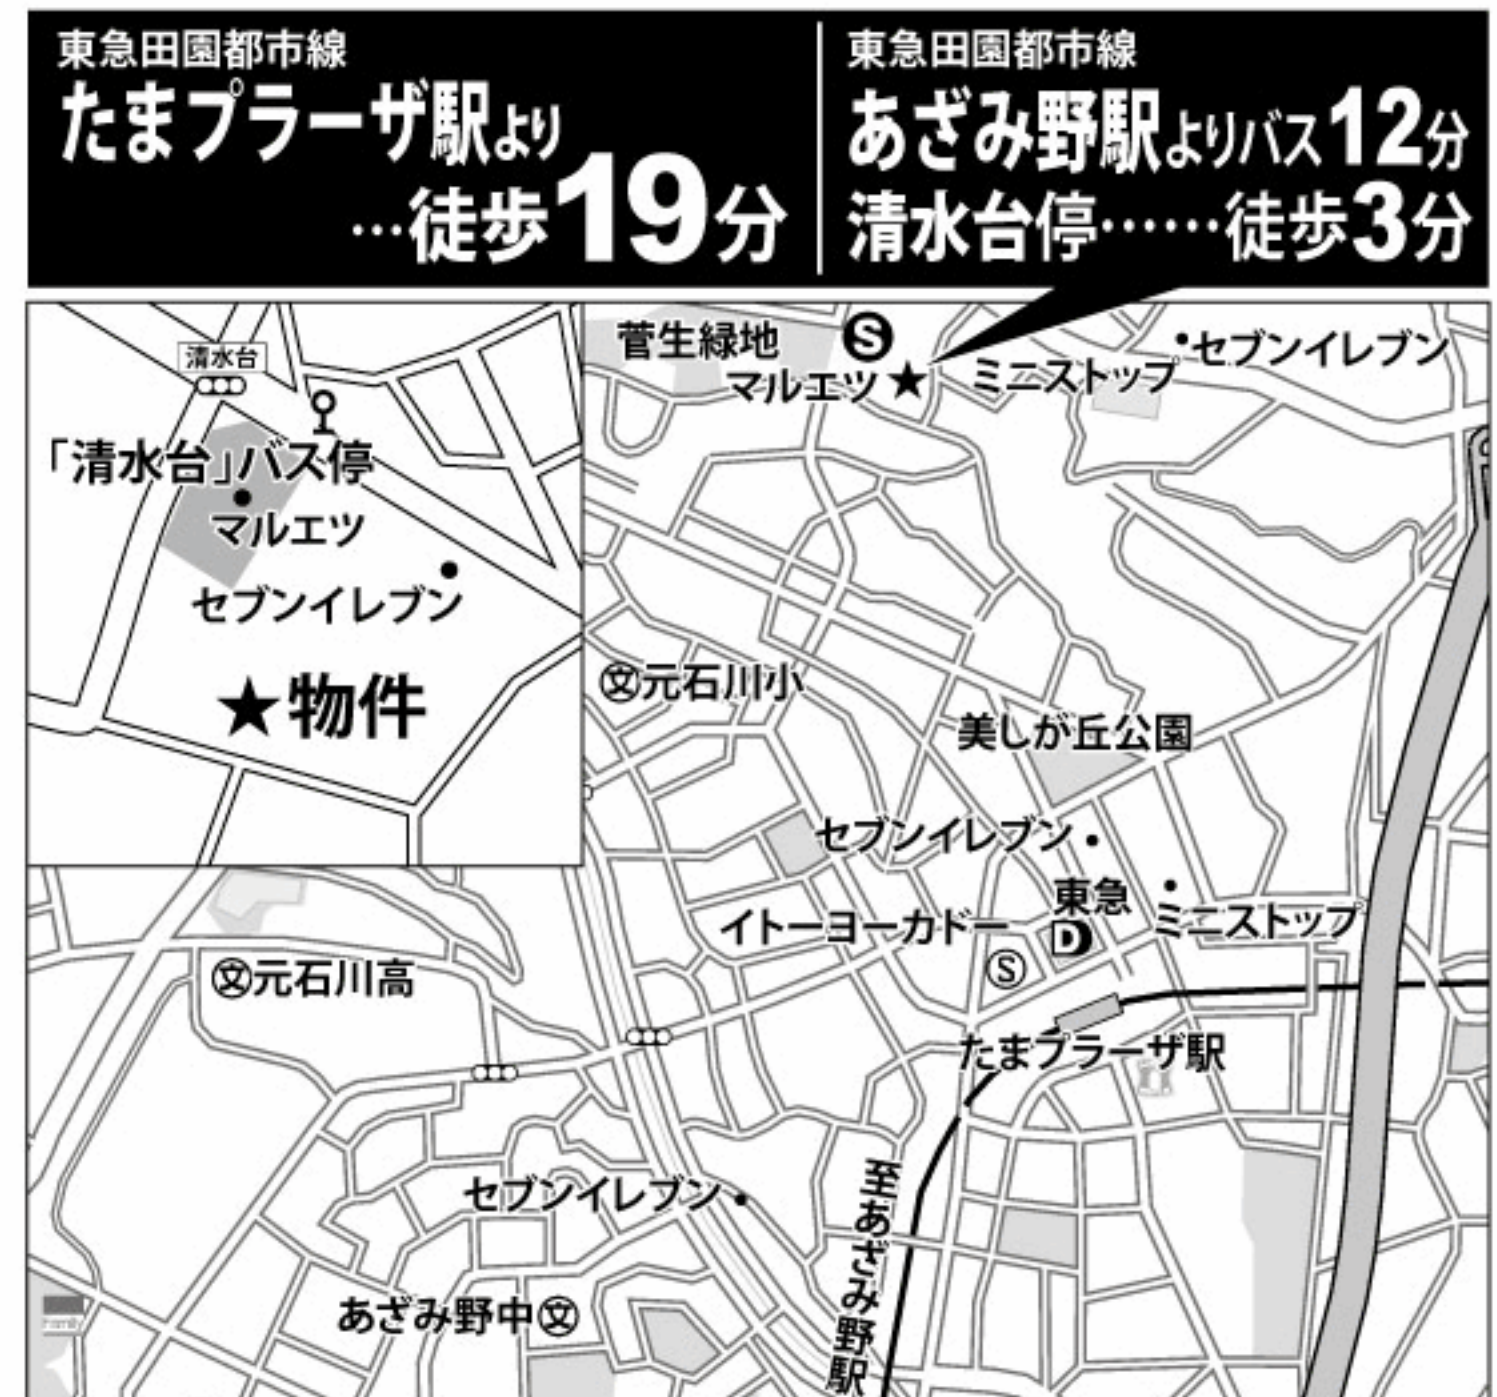 東急田園都市線
たまプラーザ駅より
…徒歩19分
東急田園都市線
あざみ野駅よりバス12分
清水台停……徒歩3分
清水台
「清水台」バス停
マルエツ
セブンイレブン
★物件
菅生緑地
S
マルエツ★
ミニストップ
セブンイレブン
文元石川小
美しが丘公園
セブンイレブン
東急
D
ミニストップ
イトーヨーカドー
S
文元石川高
たまプラーザ駅
セブンイレブン
至あざみ野駅
あざみ野中文